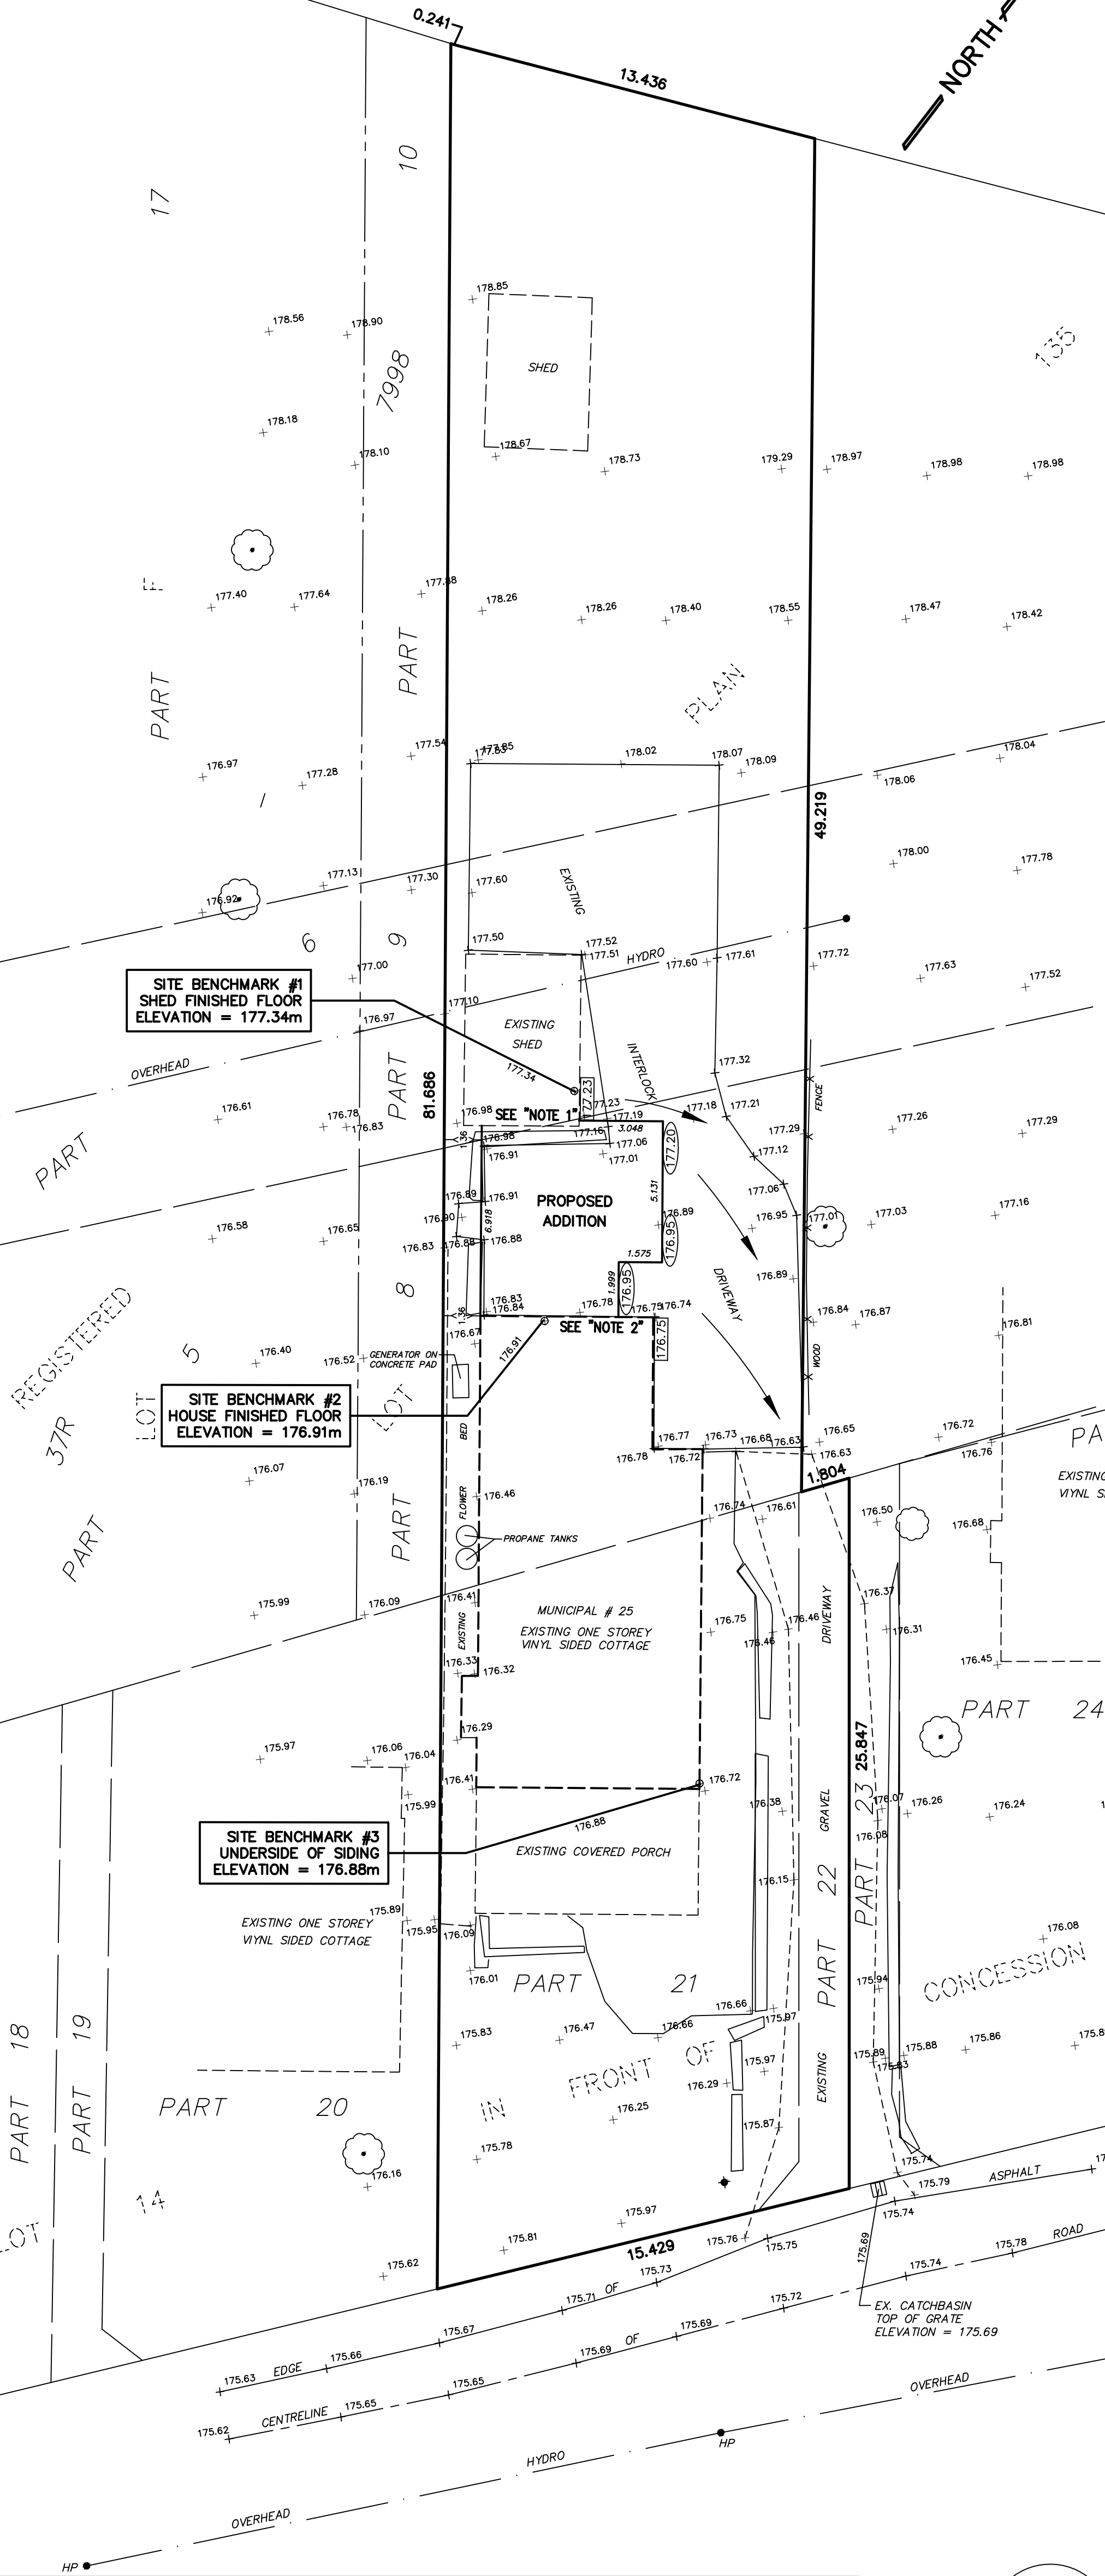 0.241
13.436
NORTH
17
10
178.85
178.56
178.90
SHED
135
7998
178.18
178.10
178.67
178.73
179.29
178.97
178.98
178.98
177.40
177.64
178.26
178.26
178.40
178.55
178.47
178.42
F
PART
PART
PLAN
177.54
177.85
178.02
178.07
178.09
178.04
178.06
176.97
177.28
49.219
178.00
177.78
177.13
177.30
177.60
EXISTING
176.92
6
9
177.50
177.52
177.51
HYDRO
177.60
177.61
177.72
177.63
177.52
177.00
SITE BENCHMARK #1
SHED FINISHED FLOOR
ELEVATION = 177.34m
177.10
176.97
EXISTING
SHED
177.34
INTERLOCK
177.32
OVERHEAD
PART
81.686
177.23
FENCE
176.61
176.78
176.83
176.98
SEE "NOTE 1"
177.23
177.19
3.048
177.18
177.21
177.26
177.29
177.29
PART
1.36
176.98
177.16
177.06
177.20
177.12
176.91
177.01
176.89
176.91
PROPOSED
ADDITION
5.131
177.06
176.90
6.918
176.89
176.95
176.95
177.01
177.03
177.16
176.58
176.65
176.83
176.88
176.88
1.575
1.999
176.95
176.89
DRIVEWAY
REGISTERED
8
176.83
176.84
1.36
176.78
176.75
176.74
176.84
176.87
176.81
176.67
SEE "NOTE 2"
176.75
5
176.40
176.52
GENERATOR ON
CONCRETE PAD
176.91
WOOD
SITE BENCHMARK #2
HOUSE FINISHED FLOOR
ELEVATION = 176.91m
LOT
LOT
37R
BED
176.77
176.78
176.73
176.72
176.68
176.63
176.65
176.63
176.72
176.76
PA
1.804
EXISTING
VIYNL S
176.07
176.19
176.46
FLOWER
176.74
176.61
176.50
176.68
PART
PART
PROPANE TANKS
175.99
176.09
176.41
EXISTING
MUNICIPAL # 25
EXISTING ONE STOREY
VINYL SIDED COTTAGE
176.75
176.46
176.46
DRIVEWAY
176.37
176.31
176.33
176.32
176.45
PART 24
176.29
175.97
176.06
176.04
25.847
176.41
175.99
176.72
176.38
GRAVEL
PART 23
176.07
176.08
176.26
176.24
SITE BENCHMARK #3
UNDERSIDE OF SIDING
ELEVATION = 176.88m
176.88
EXISTING COVERED PORCH
176.15
PART 22
175.89
175.95
176.09
EXISTING ONE STOREY
VIYNL SIDED COTTAGE
176.08
176.01
PART 21
175.94
CONCESSION
176.66
175.97
175.83
176.47
176.66
IN FRONT OF
175.97
176.29
175.89
175.88
175.86
175.83
EXISTING
PART 18
PART 19
PART 20
176.25
175.87
175.78
176.16
14
LOT
175.74
175.79
175.74
ASPHALT
175.97
175.81
175.62
15.429
175.76
175.75
175.69
175.73
175.71
OF
175.74
175.78
ROAD
175.72
EX. CATCHBASIN
TOP OF GRATE
ELEVATION = 175.69
175.67
175.66
EDGE
175.63
175.69
OF
175.69
175.65
175.65
CENTRELINE
175.62
OVERHEAD
HP
HYDRO
OVERHEAD
HP